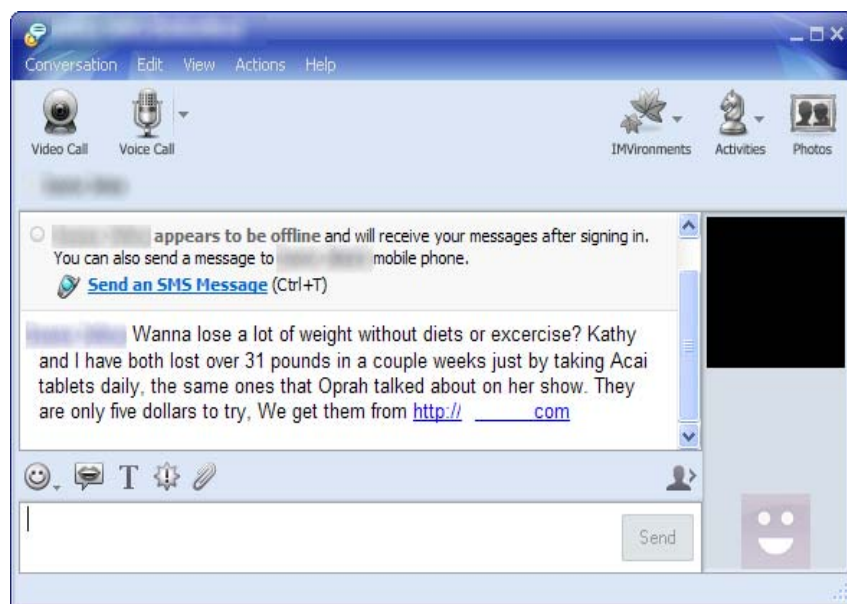 Conversation Edit View Actions Help
Video Call Voice Call IMVironments Activities Photos
appears to be offline and will receive your messages after signing in.
You can also send a message to mobile phone.
Send an SMS Message (Ctrl+T)
Wanna lose a lot of weight without diets or excercise? Kathy
and I have both lost over 31 pounds in a couple weeks just by taking Acai
tablets daily, the same ones that Oprah talked about on her show. They
are only five dollars to try, We get them from http:// com
T
Send